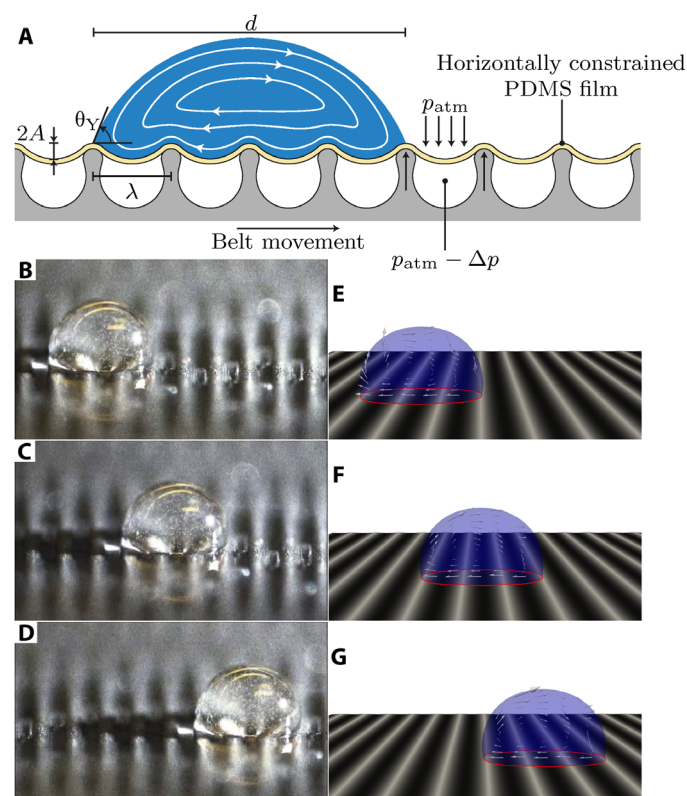 A
d
Horizontally constrained
PDMS film
p_atm
θ_Y
2A
λ
Belt movement
p_atm − Δp
B
E
C
F
D
G